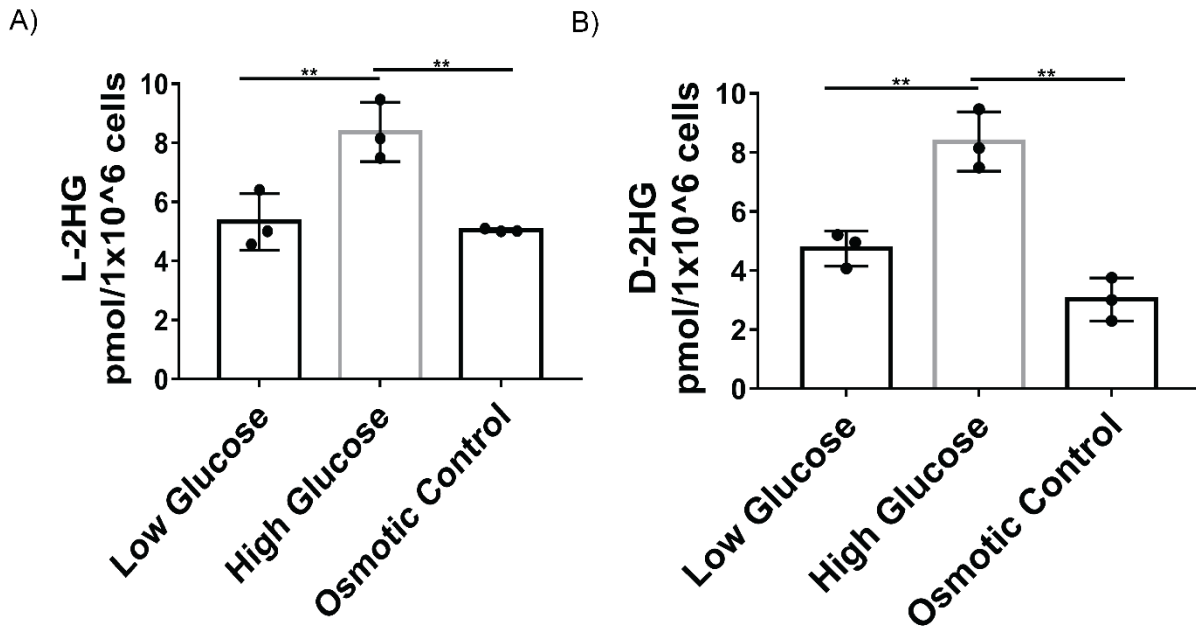 A)
**
**
10
8
6
4
2
0
L-2HG
pmol/1x10^6 cells
Low Glucose
High Glucose
Osmotic Control
B)
**
**
10
8
6
4
2
0
D-2HG
pmol/1x10^6 cells
Low Glucose
High Glucose
Osmotic Control